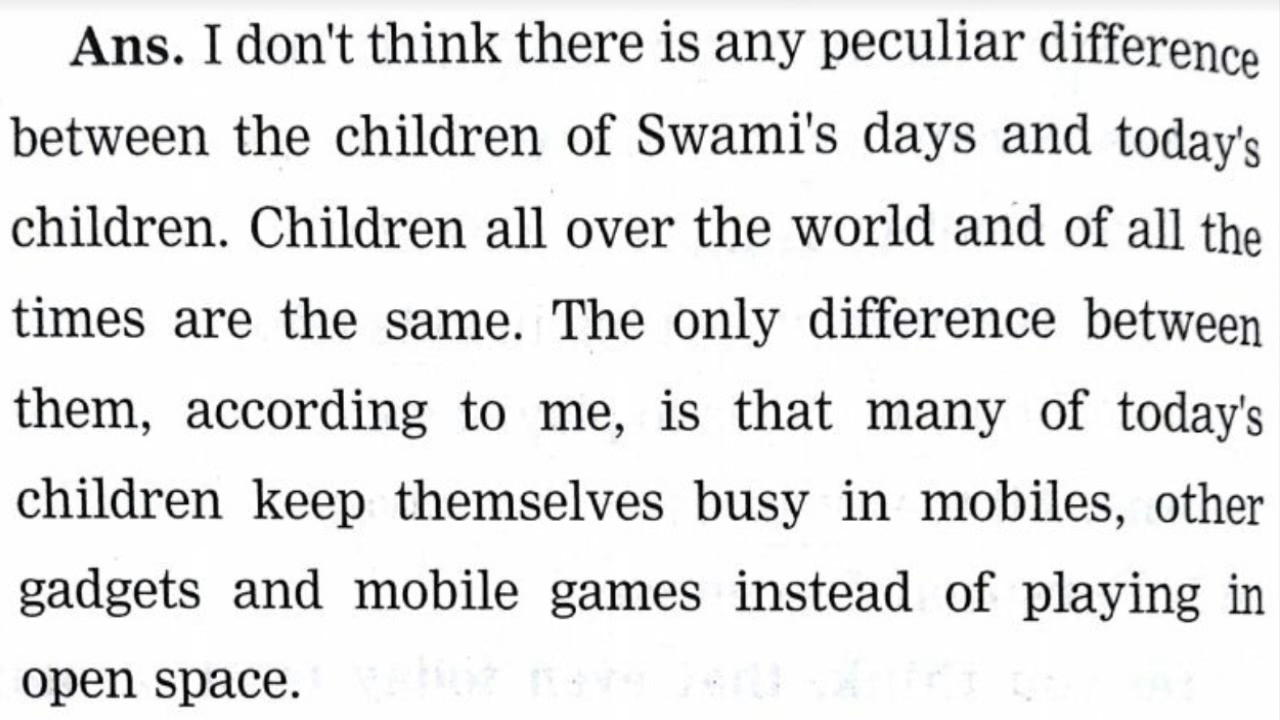 Ans. I don't think there is any peculiar difference
between the children of Swami's days and today's
children. Children all over the world and of all the
times are the same. The only difference between
them, according to me, is that many of today's
children keep themselves busy in mobiles, other
gadgets and mobile games instead of playing in
open space.